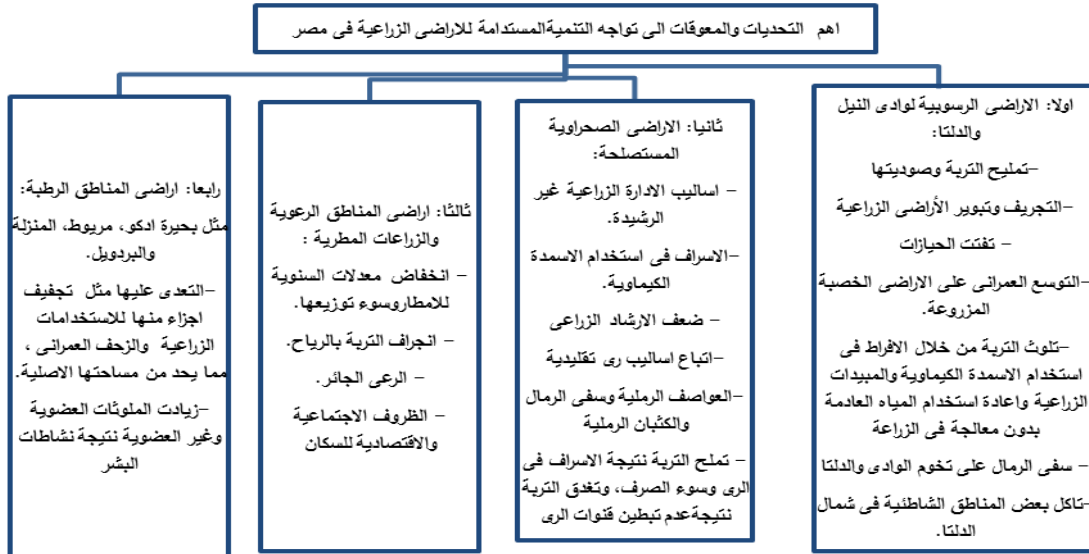 اهم التحديات والمعوقات الى تواجه التنميةالمستدامة للاراضى الزراعية فى مصر
اولا: الاراضى الرسوبية لوادى النيل
والدلتا:
-تمليح التربة وصوديتها
-التجريف وتبوير الأراضى الزراعية
- تفتت الحيازات
-التوسع العمرانى على الاراضى الخصبة
المزروعة.
-تلوث التربة من خلال الافراط فى
استخدام الاسمدة الكيماوية والمبيدات
الزراعية واعادة استخدام المياه العادمة
بدون معالجة فى الزراعة
- سفى الرمال على تخوم الوادى والدلتا
-تاكل بعض المناطق الشاطئية فى شمال
الدلتا.
ثانيا: الاراضى الصحراوية
المستصلحة:
- اساليب الادارة الزراعية غير
الرشيدة.
-الاسراف فى استخدام الاسمدة
الكيماوية.
- ضعف الارشاد الزراعى
-اتباع اساليب رى تقليدية
-العواصف الرملية وسفى الرمال
والكثبان الرملية
- تملح التربة نتيجة الاسراف فى
الرى وسوء الصرف، وتغدق التربة
نتيجةعدم تبطين قنوات الرى
ثالثا: اراضى المناطق الرعوية
والزراعات المطرية :
- انخفاض معدلات السنوية
للامطاروسوء توزيعها.
- انجراف التربة بالرياح.
- الرعى الجائر.
- الظروف الاجتماعية
والاقتصادية للسكان
رابعا: اراضى المناطق الرطبة:
مثل بحيرة ادكو، مريوط، المنزلة
والبردويل.
-التعدى عليها مثل تجفيف
اجزاء منها للاستخدامات
الزراعية والزحف العمرانى ،
مما يحد من مساحتها الاصلية.
-زيادت الملوثات العضوية
وغير العضوية نتيجة نشاطات
البشر